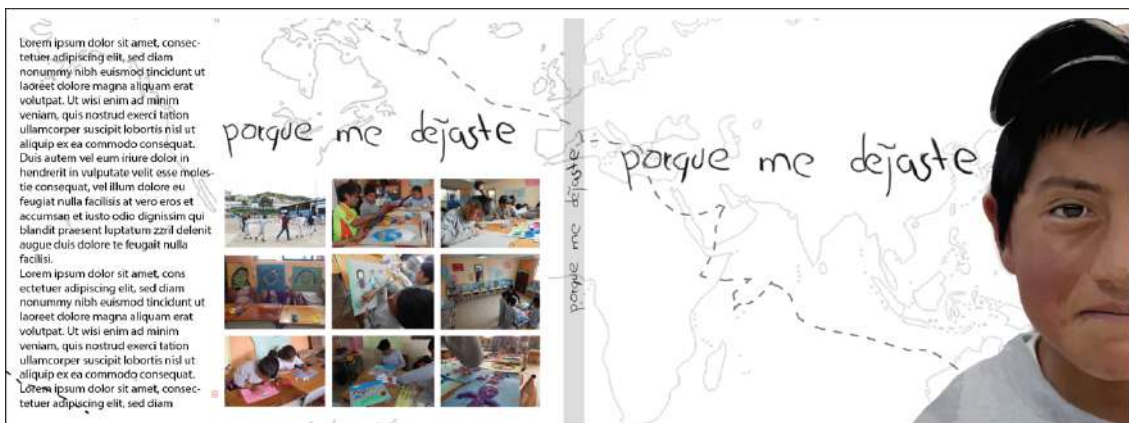 Lorem ipsum dolor sit amet, consec-
tetuer adipiscing elit, sed diam
nonummy nibh euismod tincidunt ut
laoreet dolore magna aliquam erat
volutpat. Ut wisi enim ad minim
veniam, quis nostrud exerci tation
ullamcorper suscipit lobortis nisl ut
aliquip ex ea commodo consequat.
Duis autem vel eum iriure dolor in
hendrerit in vulputate velit esse moles-
tie consequat, vel illum dolore eu
feugiat nulla facilisis at vero eros et
accumsan et iusto odio dignissim qui
blandit praesent luptatum zzril delenit
augue duis dolore te feugait nulla
facilisi.
Lorem ipsum dolor sit amet, cons
ectetuer adipiscing elit, sed diam
nonummy nibh euismod tincidunt ut
laoreet dolore magna aliquam erat
volutpat. Ut wisi enim ad minim
veniam, quis nostrud exerci tation
ullamcorper suscipit lobortis nisl ut
aliquip ex ea commodo consequat.
Lorem ipsum dolor sit amet, consec-
tetuer adipiscing elit, sed diam
porque me dejaste
porque me dejaste
porque me dejaste